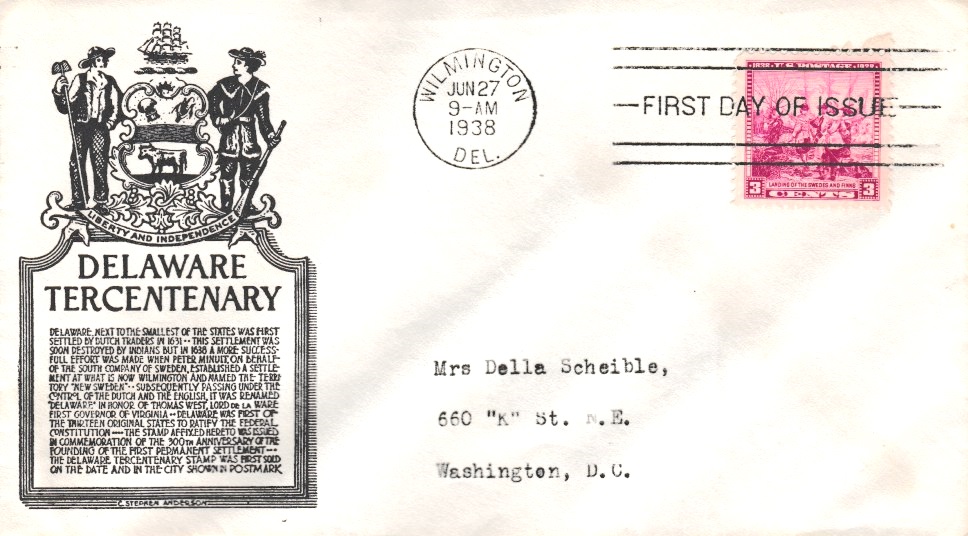 LIBERTY AND INDEPENDENCE
DELAWARE
TERCENTENARY
DELAWARE, NEXT TO THE SMALLEST OF THE STATES WAS FIRST
SETTLED BY DUTCH TRADERS IN 1631 -- THIS SETTLEMENT WAS
SOON DESTROYED BY INDIANS BUT IN 1638 A MORE SUCCESS-
FULL EFFORT WAS MADE WHEN PETER MINUIT, ON BEHALF
OF THE SOUTH COMPANY OF SWEDEN, ESTABLISHED A SETTLE-
MENT AT WHAT IS NOW WILMINGTON AND NAMED THE TERRI
TORY "NEW SWEDEN" -- SUBSEQUENTLY PASSING UNDER THE
CONTROL OF THE DUTCH AND THE ENGLISH, IT WAS RENAMED
"DELAWARE" IN HONOR OF THOMAS WEST, LORD DE LA WARE
FIRST GOVERNOR OF VIRGINIA -- DELAWARE WAS FIRST OF
THE THIRTEEN ORIGINAL STATES TO RATIFY THE FEDERAL
CONSTITUTION --- THE STAMP AFFIXED HERETO WAS ISSUED
IN COMMEMORATION OF THE 300TH ANNIVERSARY OF THE
FOUNDING OF THE FIRST PERMANENT SETTLEMENT ---
THE DELAWARE TERCENTENARY STAMP WAS FIRST SOLD
ON THE DATE AND IN THE CITY SHOWN IN POSTMARK
C. STEPHEN ANDERSON
WILMINGTON
JUN 27
9-AM
1938
DEL.
FIRST DAY OF ISSUE
1638 U.S. POSTAGE 1938
LANDING OF THE SWEDES AND FINNS
3 CENTS 3
Mrs Della Scheible,
660 "K" St. N.E.
Washington, D.C.